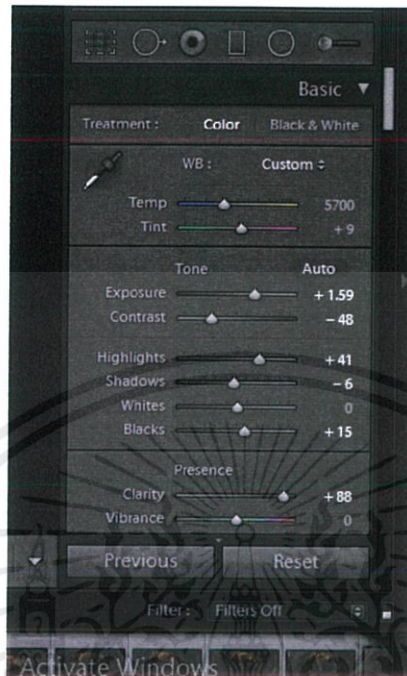 Basic
Treatment : Color Black & White
WB : Custom
Temp 5700
Tint + 9
Tone Auto
Exposure + 1.59
Contrast – 48
Highlights + 41
Shadows – 6
Whites 0
Blacks + 15
Presence
Clarity + 88
Vibrance 0
Previous Reset
Filter : Filters Off
Activate Windows